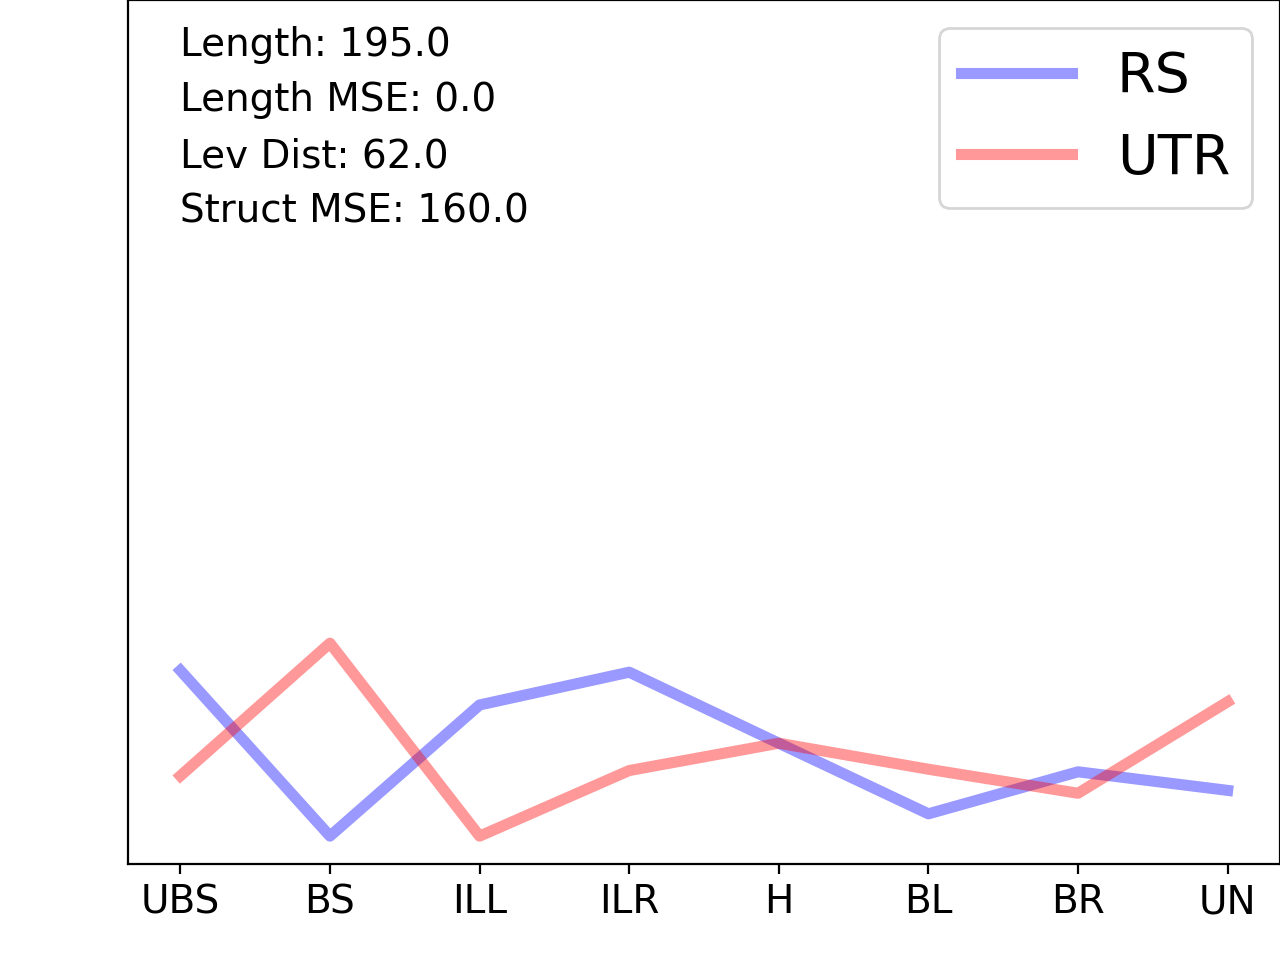 Length: 195.0
Length MSE: 0.0
Lev Dist: 62.0
Struct MSE: 160.0
RS
UTR
UBS BS ILL ILR H BL BR UN